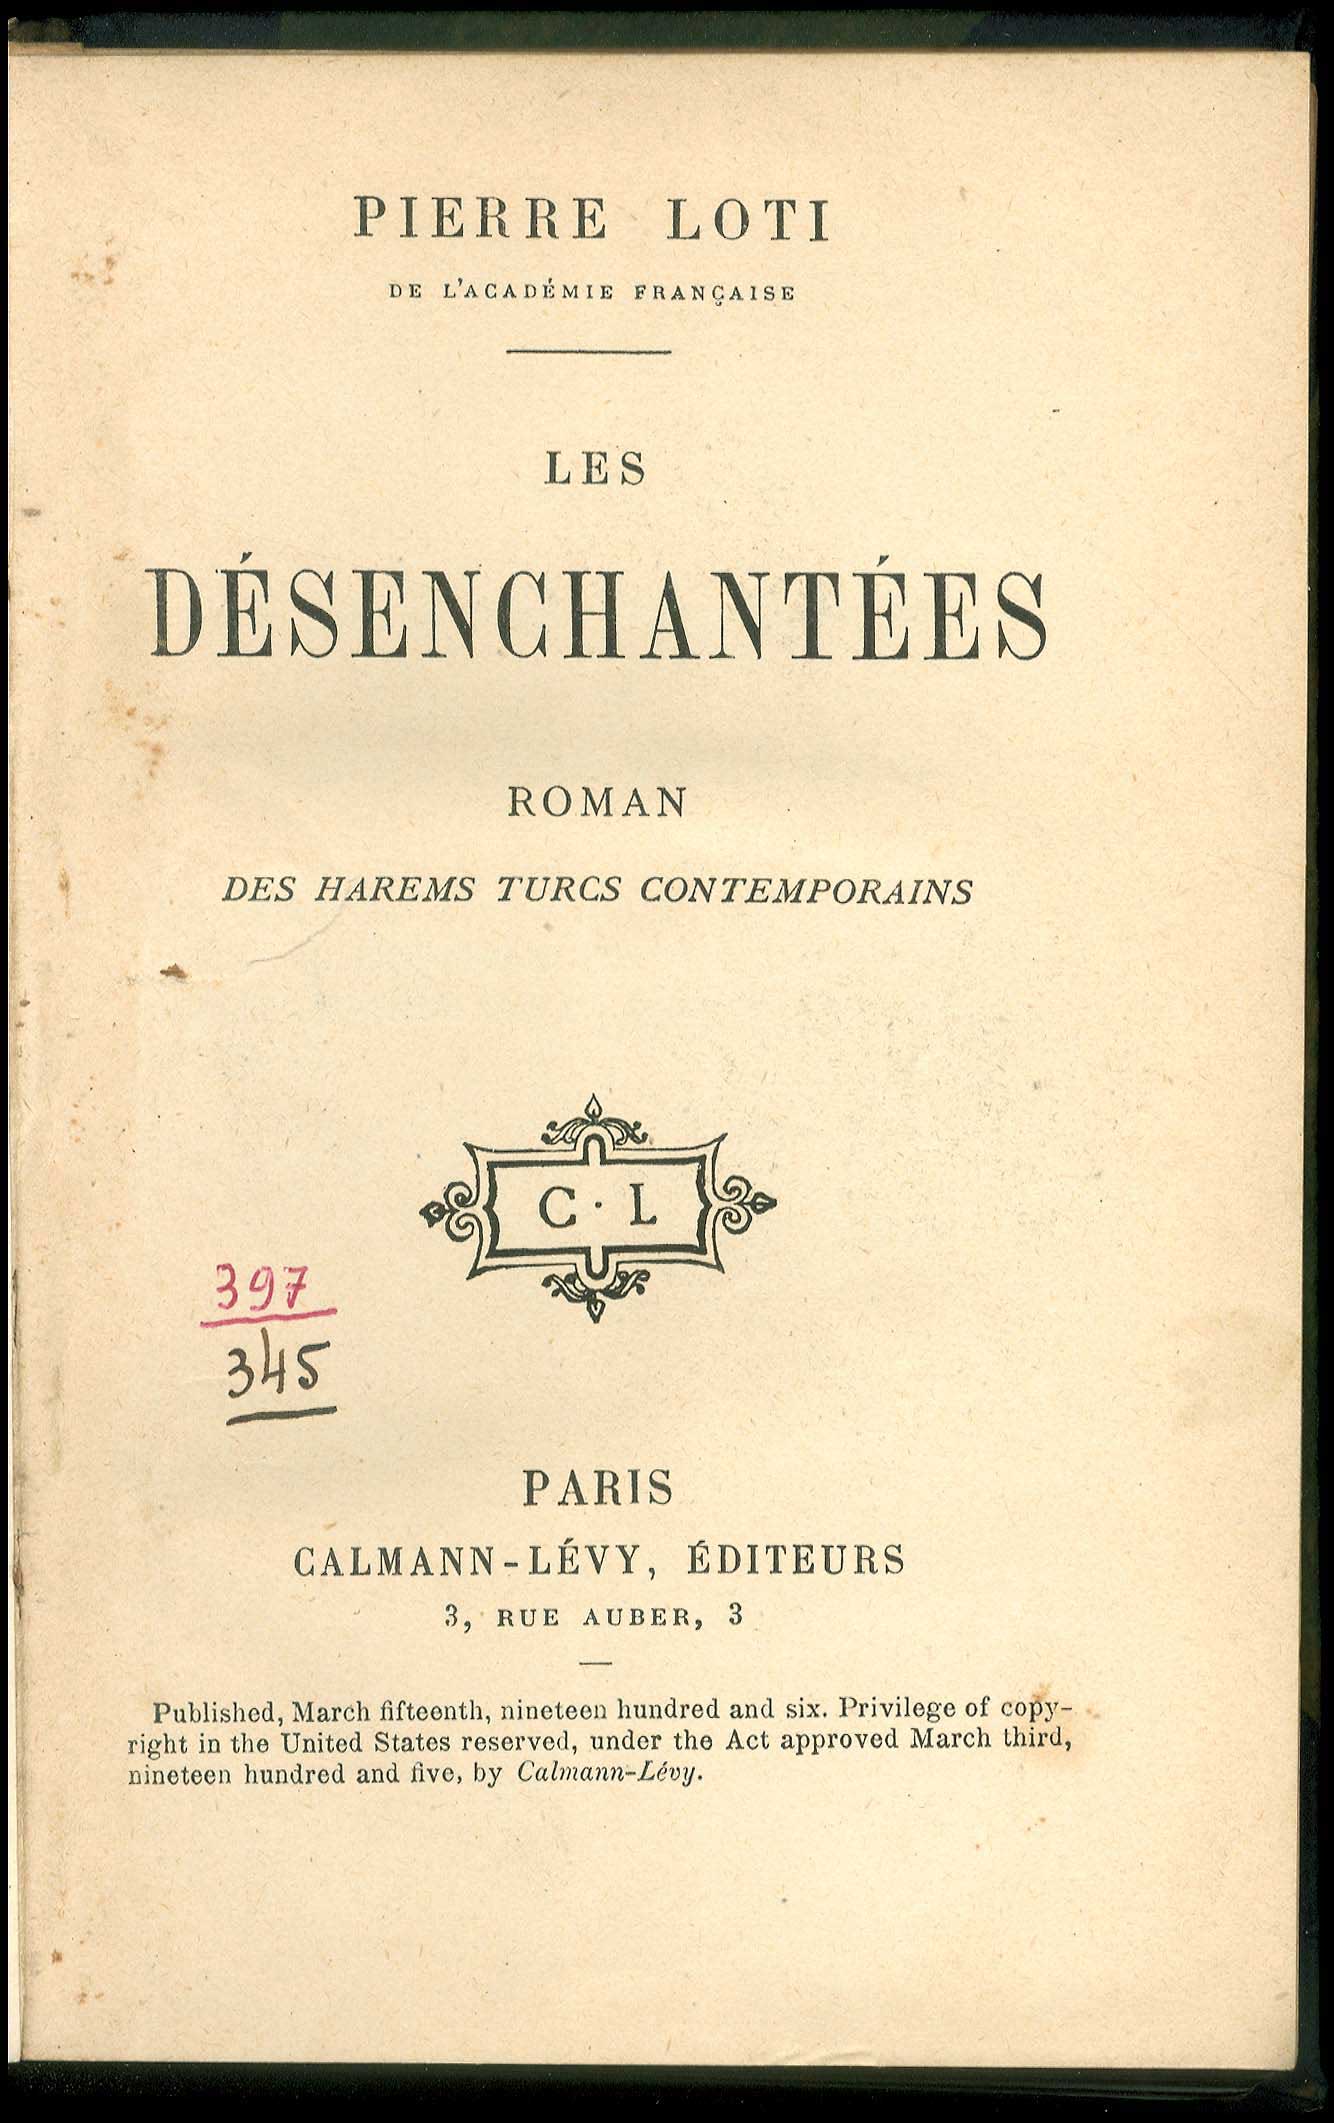 PIERRE LOTI
DE L'ACADÉMIE FRANÇAISE
LES
DÉSENCHANTÉES
ROMAN
DES HAREMS TURCS CONTEMPORAINS
C · L
397
345
PARIS
CALMANN-LÉVY, ÉDITEURS
3, RUE AUBER, 3
Published, March fifteenth, nineteen hundred and six. Privilege of copy-
right in the United States reserved, under the Act approved March third,
nineteen hundred and five, by Calmann-Lévy.